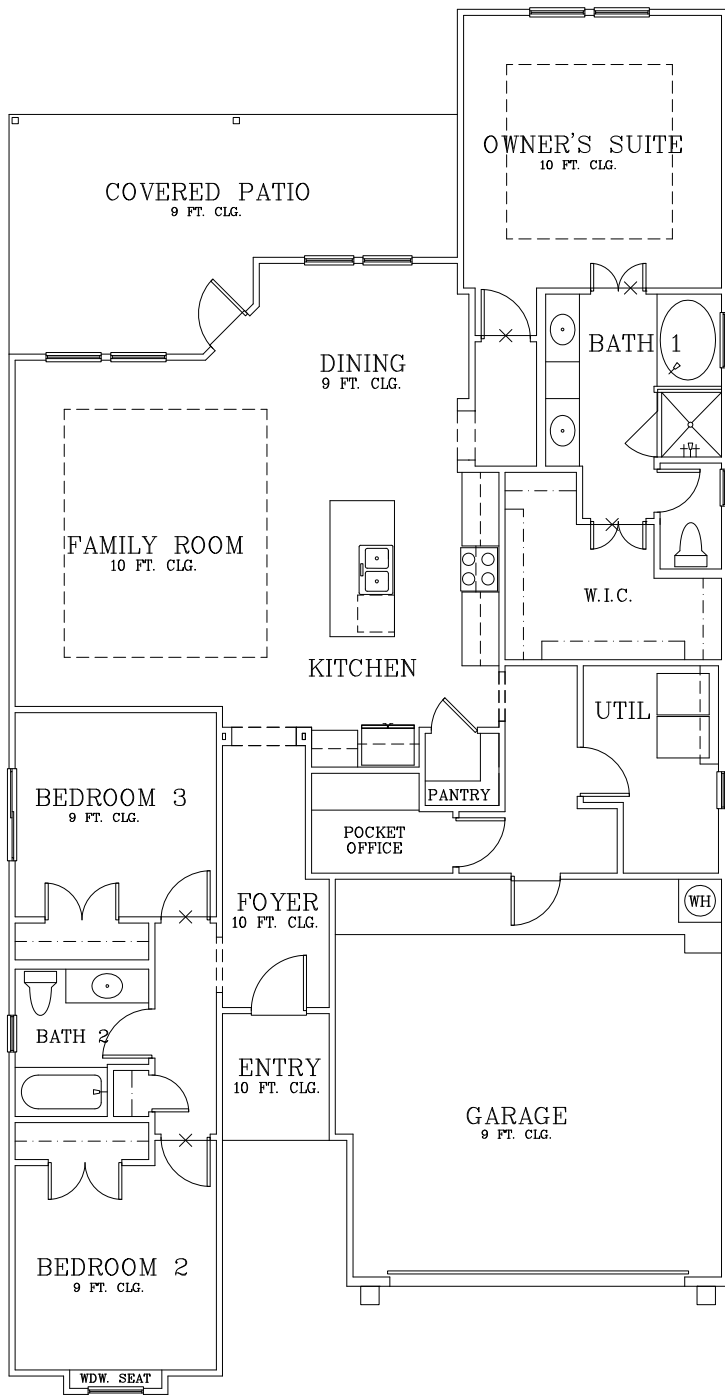 OWNER'S SUITE
10 FT. CLG.
COVERED PATIO
9 FT. CLG.
BATH 1
DINING
9 FT. CLG.
FAMILY ROOM
10 FT. CLG.
W.I.C.
KITCHEN
UTIL
BEDROOM 3
9 FT. CLG.
PANTRY
POCKET
OFFICE
FOYER
10 FT. CLG.
WH
BATH 2
ENTRY
10 FT. CLG.
GARAGE
9 FT. CLG.
BEDROOM 2
9 FT. CLG.
WDW. SEAT